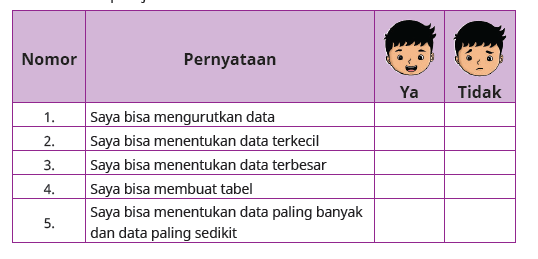 Nomor Pernyataan Ya Tidak
1. Saya bisa mengurutkan data
2. Saya bisa menentukan data terkecil
3. Saya bisa menentukan data terbesar
4. Saya bisa membuat tabel
5. Saya bisa menentukan data paling banyak
dan data paling sedikit